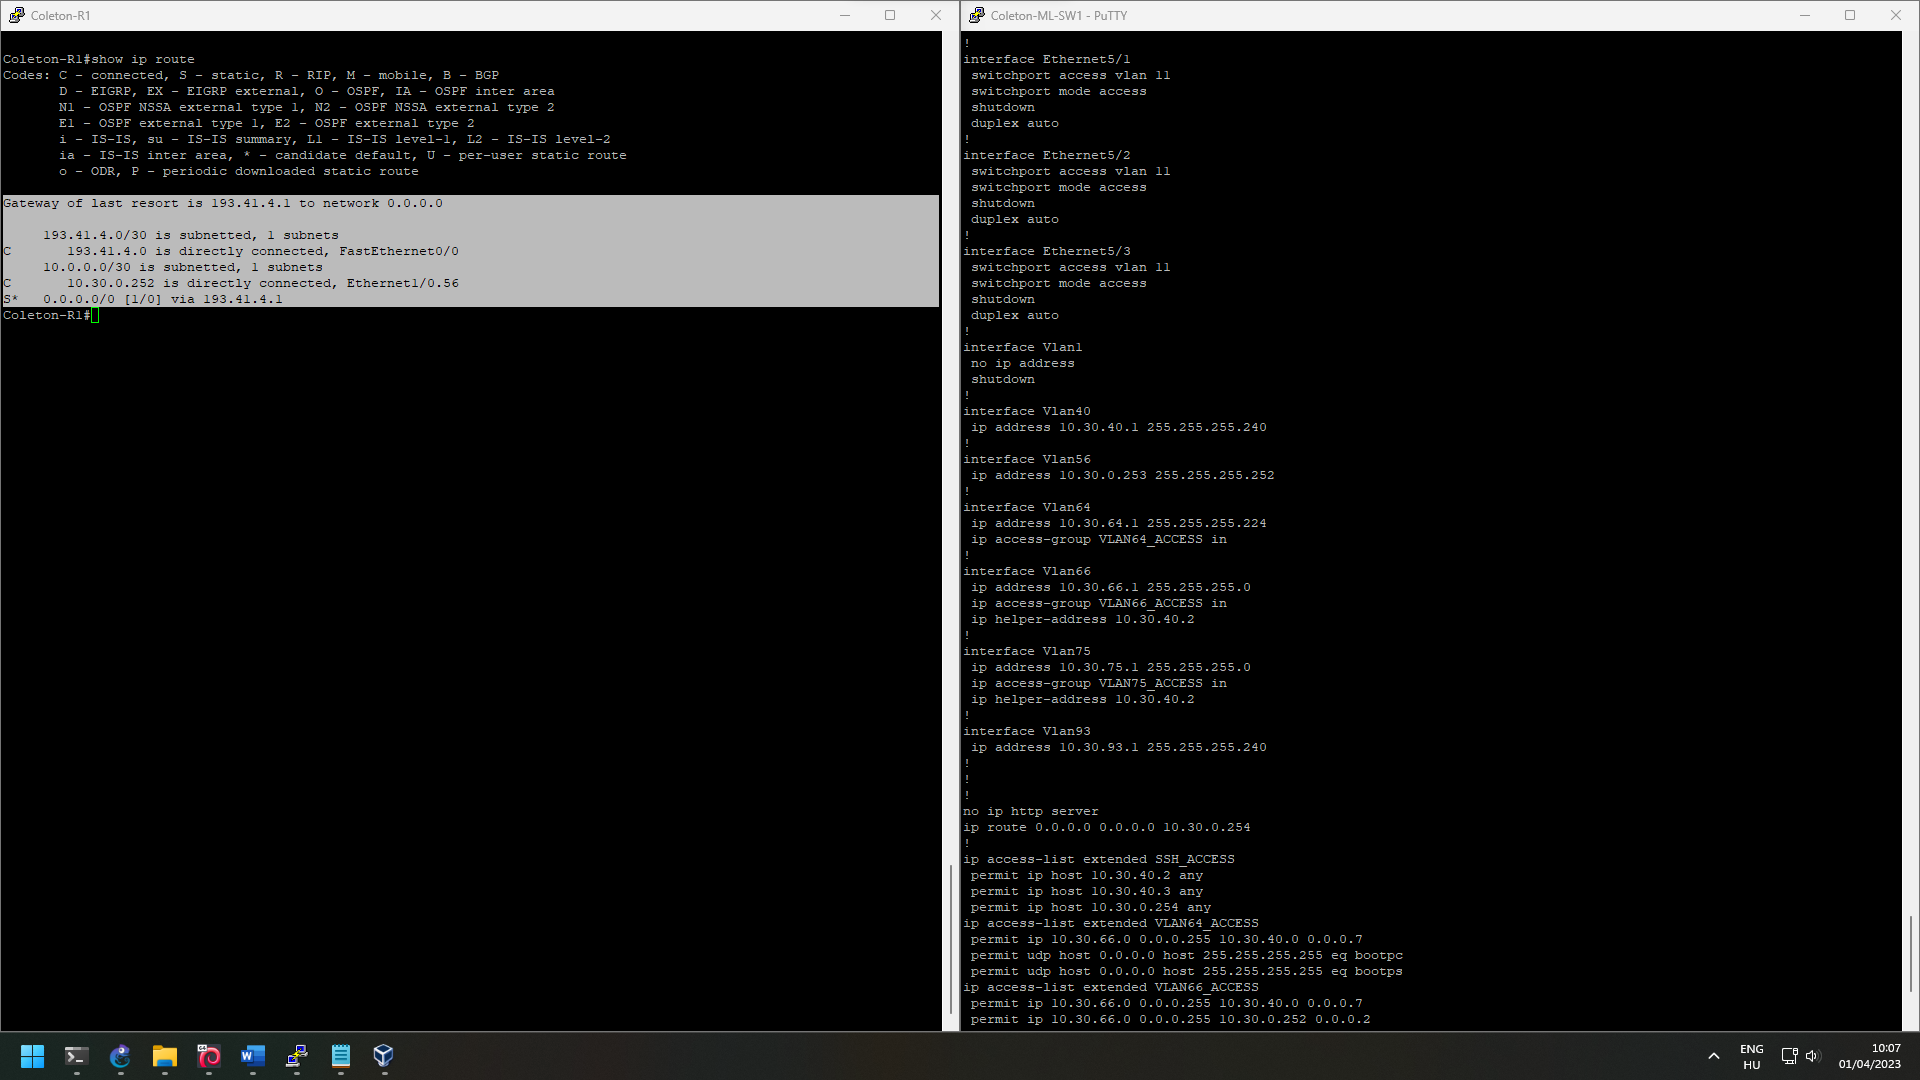 Coleton-R1
Coleton-R1#show ip route
Codes: C - connected, S - static, R - RIP, M - mobile, B - BGP
D - EIGRP, EX - EIGRP external, O - OSPF, IA - OSPF inter area
N1 - OSPF NSSA external type 1, N2 - OSPF NSSA external type 2
E1 - OSPF external type 1, E2 - OSPF external type 2
i - IS-IS, su - IS-IS summary, L1 - IS-IS level-1, L2 - IS-IS level-2
ia - IS-IS inter area, * - candidate default, U - per-user static route
o - ODR, P - periodic downloaded static route
Gateway of last resort is 193.41.4.1 to network 0.0.0.0
193.41.4.0/30 is subnetted, 1 subnets
C 193.41.4.0 is directly connected, FastEthernet0/0
10.0.0.0/30 is subnetted, 1 subnets
C 10.30.0.252 is directly connected, Ethernet1/0.56
S* 0.0.0.0/0 [1/0] via 193.41.4.1
Coleton-R1#
Coleton-ML-SW1 - PuTTY
!
interface Ethernet5/1
switchport access vlan 11
switchport mode access
shutdown
duplex auto
!
interface Ethernet5/2
switchport access vlan 11
switchport mode access
shutdown
duplex auto
!
interface Ethernet5/3
switchport access vlan 11
switchport mode access
shutdown
duplex auto
!
interface Vlan1
no ip address
shutdown
!
interface Vlan40
ip address 10.30.40.1 255.255.255.240
!
interface Vlan56
ip address 10.30.0.253 255.255.255.252
!
interface Vlan64
ip address 10.30.64.1 255.255.255.224
ip access-group VLAN64_ACCESS in
!
interface Vlan66
ip address 10.30.66.1 255.255.255.0
ip access-group VLAN66_ACCESS in
ip helper-address 10.30.40.2
!
interface Vlan75
ip address 10.30.75.1 255.255.255.0
ip access-group VLAN75_ACCESS in
ip helper-address 10.30.40.2
!
interface Vlan93
ip address 10.30.93.1 255.255.255.240
!
!
!
no ip http server
ip route 0.0.0.0 0.0.0.0 10.30.0.254
!
ip access-list extended SSH_ACCESS
permit ip host 10.30.40.2 any
permit ip host 10.30.40.3 any
permit ip host 10.30.0.254 any
ip access-list extended VLAN64_ACCESS
permit ip 10.30.66.0 0.0.0.255 10.30.40.0 0.0.0.7
permit udp host 0.0.0.0 host 255.255.255.255 eq bootpc
permit udp host 0.0.0.0 host 255.255.255.255 eq bootps
ip access-list extended VLAN66_ACCESS
permit ip 10.30.66.0 0.0.0.255 10.30.40.0 0.0.0.7
permit ip 10.30.66.0 0.0.0.255 10.30.0.252 0.0.0.2
ENG
HU
10:07
01/04/2023